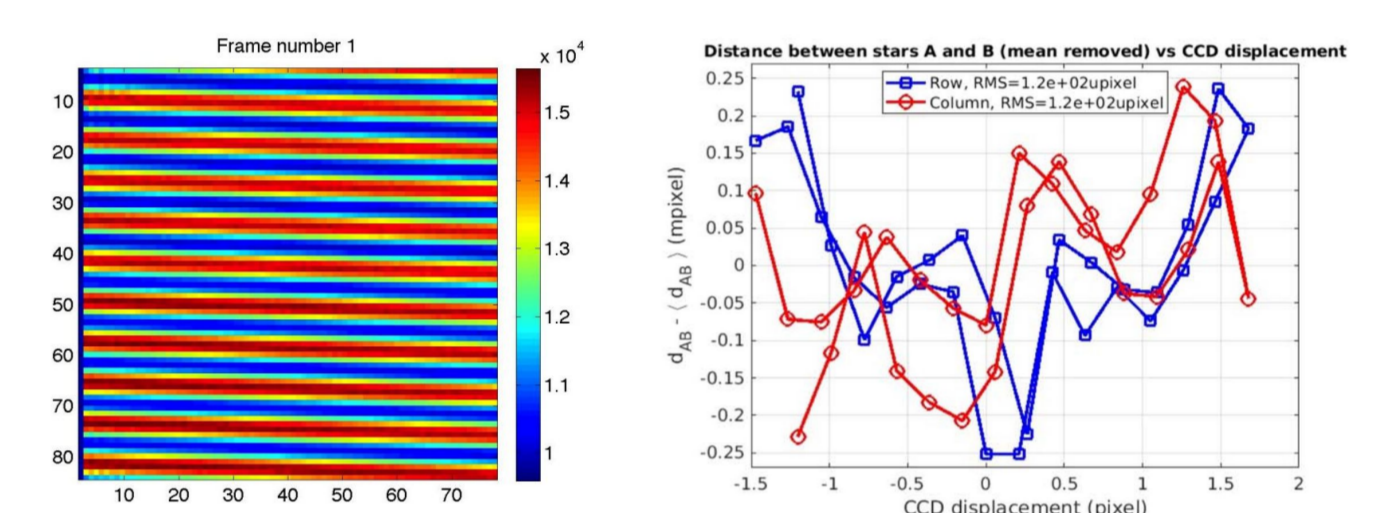 Frame number 1
x 10⁴
10
20
30
40
50
60
70
80
10 20 30 40 50 60 70
1.5
1.4
1.3
1.2
1.1
1
Distance between stars A and B (mean removed) vs CCD displacement
Row, RMS=1.2e+02upixel
Column, RMS=1.2e+02upixel
d_AB - ⟨ d_AB ⟩ (mpixel)
0.25
0.2
0.15
0.1
0.05
0
-0.05
-0.1
-0.15
-0.2
-0.25
-1.5 -1 -0.5 0 0.5 1 1.5 2
CCD displacement (pixel)